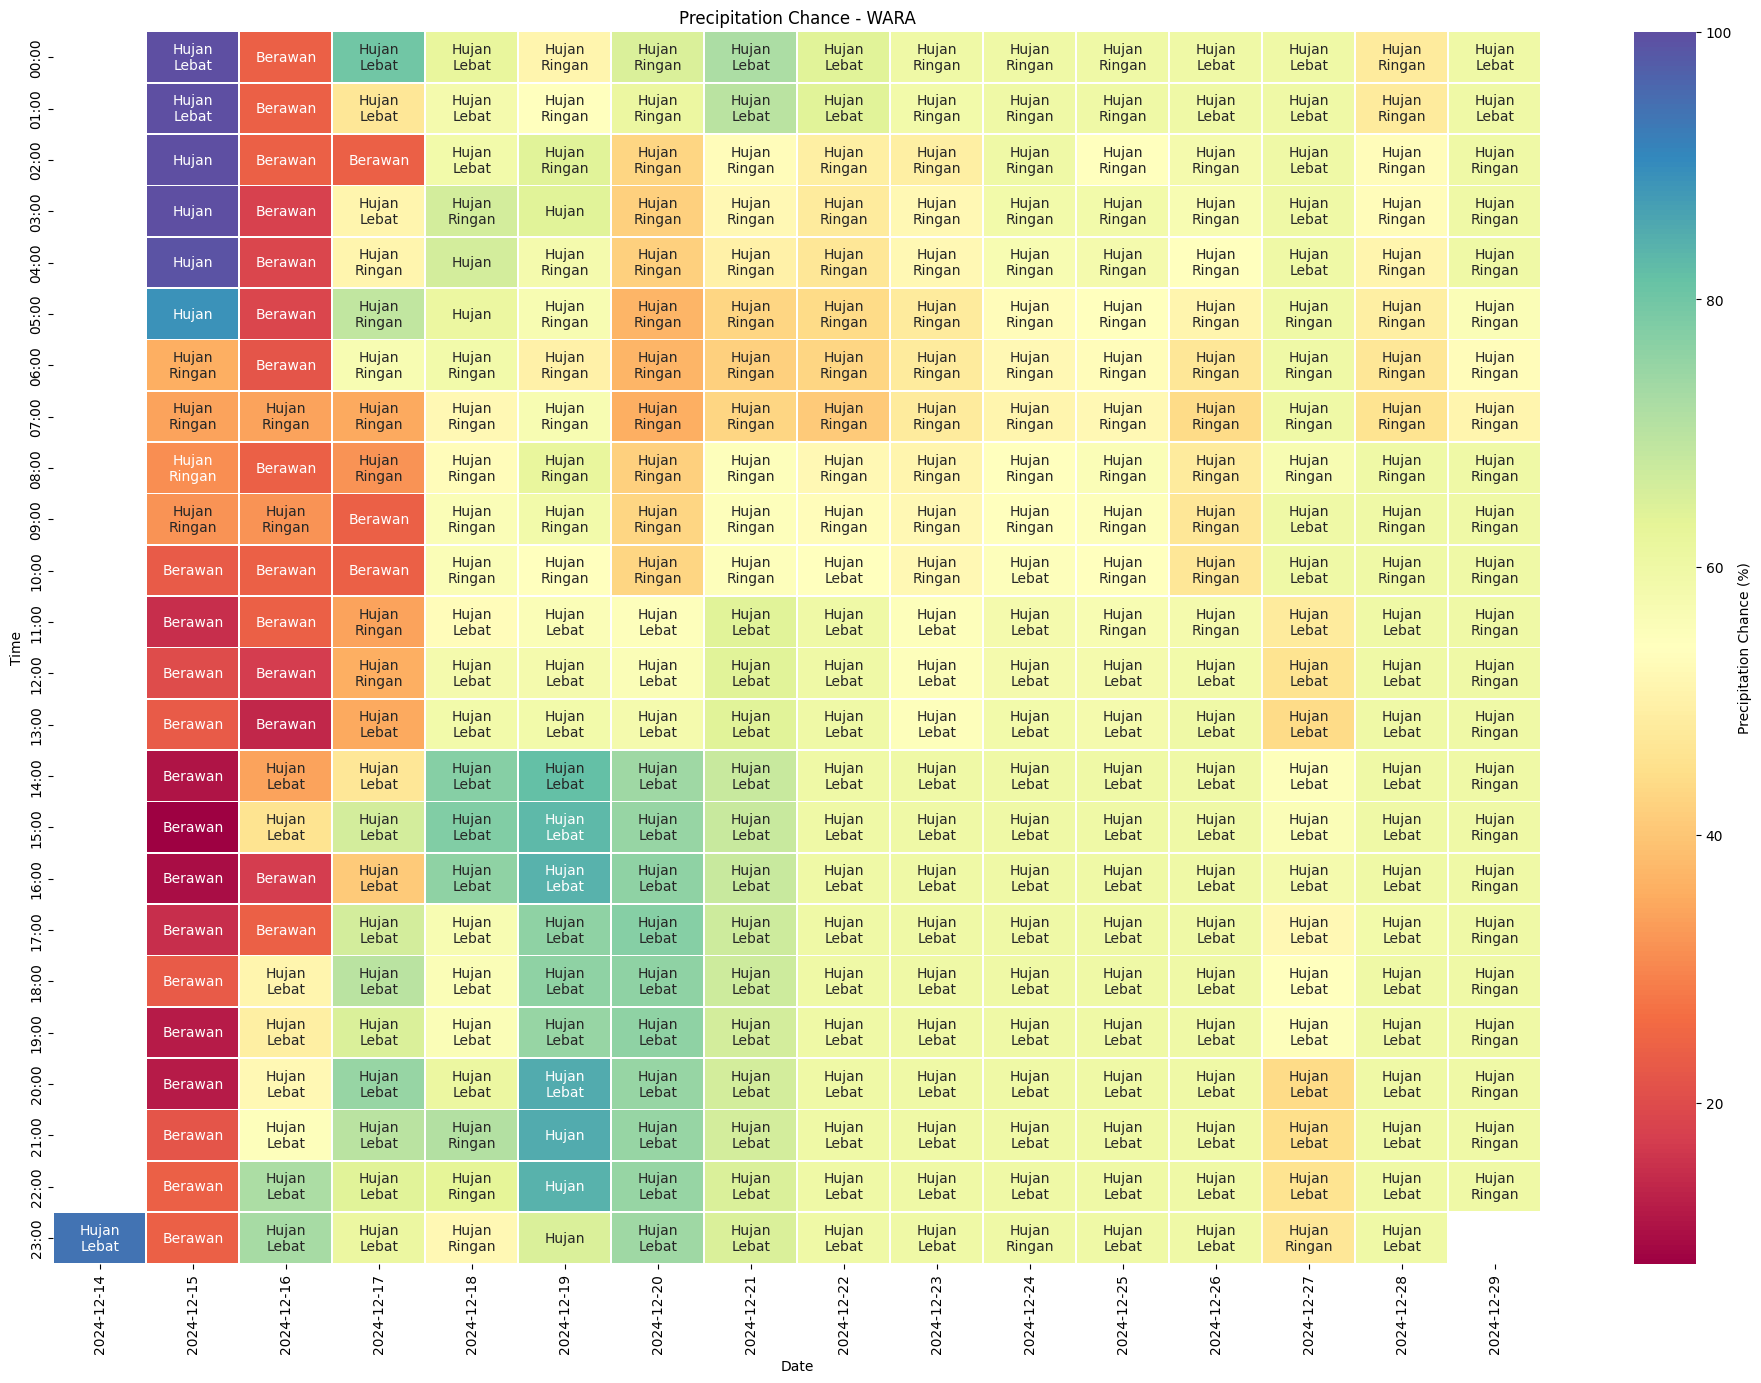 Precipitation Chance - WARA
00:00 Hujan Lebat Berawan Hujan Lebat Hujan Lebat Hujan Ringan Hujan Ringan Hujan Lebat Hujan Lebat Hujan Ringan Hujan Ringan Hujan Ringan Hujan Lebat Hujan Lebat Hujan Ringan Hujan Lebat
01:00 Hujan Lebat Berawan Hujan Lebat Hujan Lebat Hujan Ringan Hujan Ringan Hujan Lebat Hujan Lebat Hujan Ringan Hujan Ringan Hujan Ringan Hujan Lebat Hujan Lebat Hujan Ringan Hujan Lebat
02:00 Hujan Berawan Berawan Hujan Lebat Hujan Ringan Hujan Ringan Hujan Ringan Hujan Ringan Hujan Ringan Hujan Ringan Hujan Ringan Hujan Ringan Hujan Lebat Hujan Ringan Hujan Ringan
03:00 Hujan Berawan Hujan Lebat Hujan Ringan Hujan Hujan Ringan Hujan Ringan Hujan Ringan Hujan Ringan Hujan Ringan Hujan Ringan Hujan Ringan Hujan Lebat Hujan Ringan Hujan Ringan
04:00 Hujan Berawan Hujan Ringan Hujan Hujan Ringan Hujan Ringan Hujan Ringan Hujan Ringan Hujan Ringan Hujan Ringan Hujan Ringan Hujan Ringan Hujan Lebat Hujan Ringan Hujan Ringan
05:00 Hujan Berawan Hujan Ringan Hujan Hujan Ringan Hujan Ringan Hujan Ringan Hujan Ringan Hujan Ringan Hujan Ringan Hujan Ringan Hujan Ringan Hujan Ringan Hujan Ringan Hujan Ringan
06:00 Hujan Ringan Berawan Hujan Ringan Hujan Ringan Hujan Ringan Hujan Ringan Hujan Ringan Hujan Ringan Hujan Ringan Hujan Ringan Hujan Ringan Hujan Ringan Hujan Ringan Hujan Ringan Hujan Ringan
07:00 Hujan Ringan Hujan Ringan Hujan Ringan Hujan Ringan Hujan Ringan Hujan Ringan Hujan Ringan Hujan Ringan Hujan Ringan Hujan Ringan Hujan Ringan Hujan Ringan Hujan Ringan Hujan Ringan Hujan Ringan
08:00 Hujan Ringan Berawan Hujan Ringan Hujan Ringan Hujan Ringan Hujan Ringan Hujan Ringan Hujan Ringan Hujan Ringan Hujan Ringan Hujan Ringan Hujan Ringan Hujan Ringan Hujan Ringan Hujan Ringan
09:00 Hujan Ringan Hujan Ringan Berawan Hujan Ringan Hujan Ringan Hujan Ringan Hujan Ringan Hujan Ringan Hujan Ringan Hujan Ringan Hujan Ringan Hujan Ringan Hujan Lebat Hujan Ringan Hujan Ringan
10:00 Berawan Berawan Berawan Hujan Ringan Hujan Ringan Hujan Ringan Hujan Ringan Hujan Lebat Hujan Ringan Hujan Lebat Hujan Ringan Hujan Ringan Hujan Lebat Hujan Ringan Hujan Ringan
11:00 Berawan Berawan Hujan Ringan Hujan Lebat Hujan Lebat Hujan Lebat Hujan Lebat Hujan Lebat Hujan Lebat Hujan Lebat Hujan Ringan Hujan Ringan Hujan Lebat Hujan Lebat Hujan Ringan
12:00 Berawan Berawan Hujan Ringan Hujan Lebat Hujan Lebat Hujan Lebat Hujan Lebat Hujan Lebat Hujan Lebat Hujan Lebat Hujan Lebat Hujan Lebat Hujan Lebat Hujan Lebat Hujan Ringan
13:00 Berawan Berawan Hujan Lebat Hujan Lebat Hujan Lebat Hujan Lebat Hujan Lebat Hujan Lebat Hujan Lebat Hujan Lebat Hujan Lebat Hujan Lebat Hujan Lebat Hujan Lebat Hujan Ringan
14:00 Berawan Hujan Lebat Hujan Lebat Hujan Lebat Hujan Lebat Hujan Lebat Hujan Lebat Hujan Lebat Hujan Lebat Hujan Lebat Hujan Lebat Hujan Lebat Hujan Lebat Hujan Lebat Hujan Ringan
15:00 Berawan Hujan Lebat Hujan Lebat Hujan Lebat Hujan Lebat Hujan Lebat Hujan Lebat Hujan Lebat Hujan Lebat Hujan Lebat Hujan Lebat Hujan Lebat Hujan Lebat Hujan Lebat Hujan Ringan
16:00 Berawan Berawan Hujan Lebat Hujan Lebat Hujan Lebat Hujan Lebat Hujan Lebat Hujan Lebat Hujan Lebat Hujan Lebat Hujan Lebat Hujan Lebat Hujan Lebat Hujan Lebat Hujan Ringan
17:00 Berawan Berawan Hujan Lebat Hujan Lebat Hujan Lebat Hujan Lebat Hujan Lebat Hujan Lebat Hujan Lebat Hujan Lebat Hujan Lebat Hujan Lebat Hujan Lebat Hujan Lebat Hujan Ringan
18:00 Berawan Hujan Lebat Hujan Lebat Hujan Lebat Hujan Lebat Hujan Lebat Hujan Lebat Hujan Lebat Hujan Lebat Hujan Lebat Hujan Lebat Hujan Lebat Hujan Lebat Hujan Lebat Hujan Ringan
19:00 Berawan Hujan Lebat Hujan Lebat Hujan Lebat Hujan Lebat Hujan Lebat Hujan Lebat Hujan Lebat Hujan Lebat Hujan Lebat Hujan Lebat Hujan Lebat Hujan Lebat Hujan Lebat Hujan Ringan
20:00 Berawan Hujan Lebat Hujan Lebat Hujan Lebat Hujan Lebat Hujan Lebat Hujan Lebat Hujan Lebat Hujan Lebat Hujan Lebat Hujan Lebat Hujan Lebat Hujan Lebat Hujan Lebat Hujan Ringan
21:00 Berawan Hujan Lebat Hujan Lebat Hujan Ringan Hujan Hujan Lebat Hujan Lebat Hujan Lebat Hujan Lebat Hujan Lebat Hujan Lebat Hujan Lebat Hujan Lebat Hujan Lebat Hujan Ringan
22:00 Berawan Hujan Lebat Hujan Lebat Hujan Ringan Hujan Hujan Lebat Hujan Lebat Hujan Lebat Hujan Lebat Hujan Lebat Hujan Lebat Hujan Lebat Hujan Lebat Hujan Lebat Hujan Ringan
23:00 Hujan Lebat Berawan Hujan Lebat Hujan Lebat Hujan Ringan Hujan Hujan Lebat Hujan Lebat Hujan Lebat Hujan Lebat Hujan Ringan Hujan Lebat Hujan Lebat Hujan Ringan Hujan Lebat
Time
2024-12-14 2024-12-15 2024-12-16 2024-12-17 2024-12-18 2024-12-19 2024-12-20 2024-12-21 2024-12-22 2024-12-23 2024-12-24 2024-12-25 2024-12-26 2024-12-27 2024-12-28 2024-12-29
Date
100
80
60
40
20
Precipitation Chance (%)